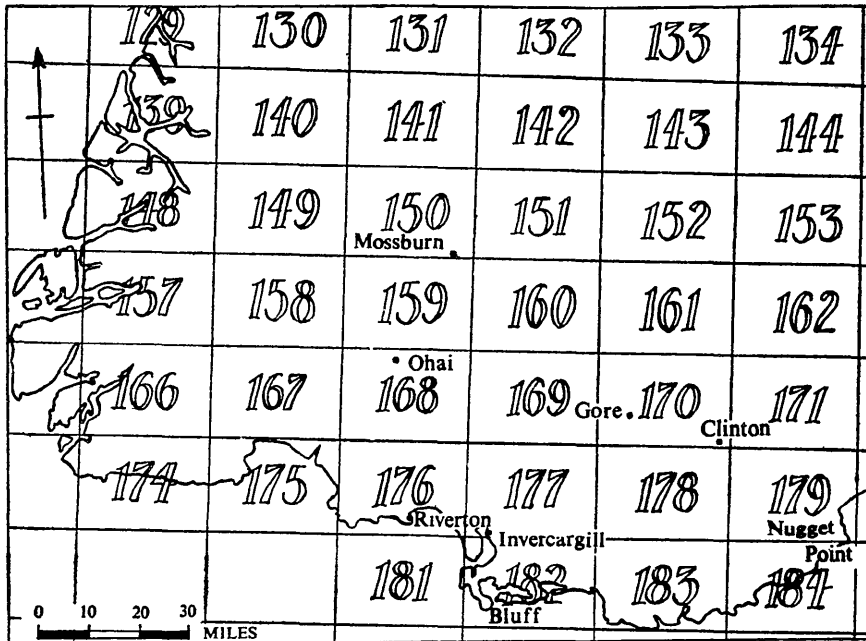 129 130 131 132 133 134
139 140 141 142 143 144
148 149 150 151 152 153
Mossburn
157 158 159 160 161 162
Ohai
166 167 168 169 170 171
Gore
Clinton
174 175 176 177 178 179
Riverton
Nugget
Invercargill
Point
181 182 183 184
Bluff
0 10 20 30
MILES